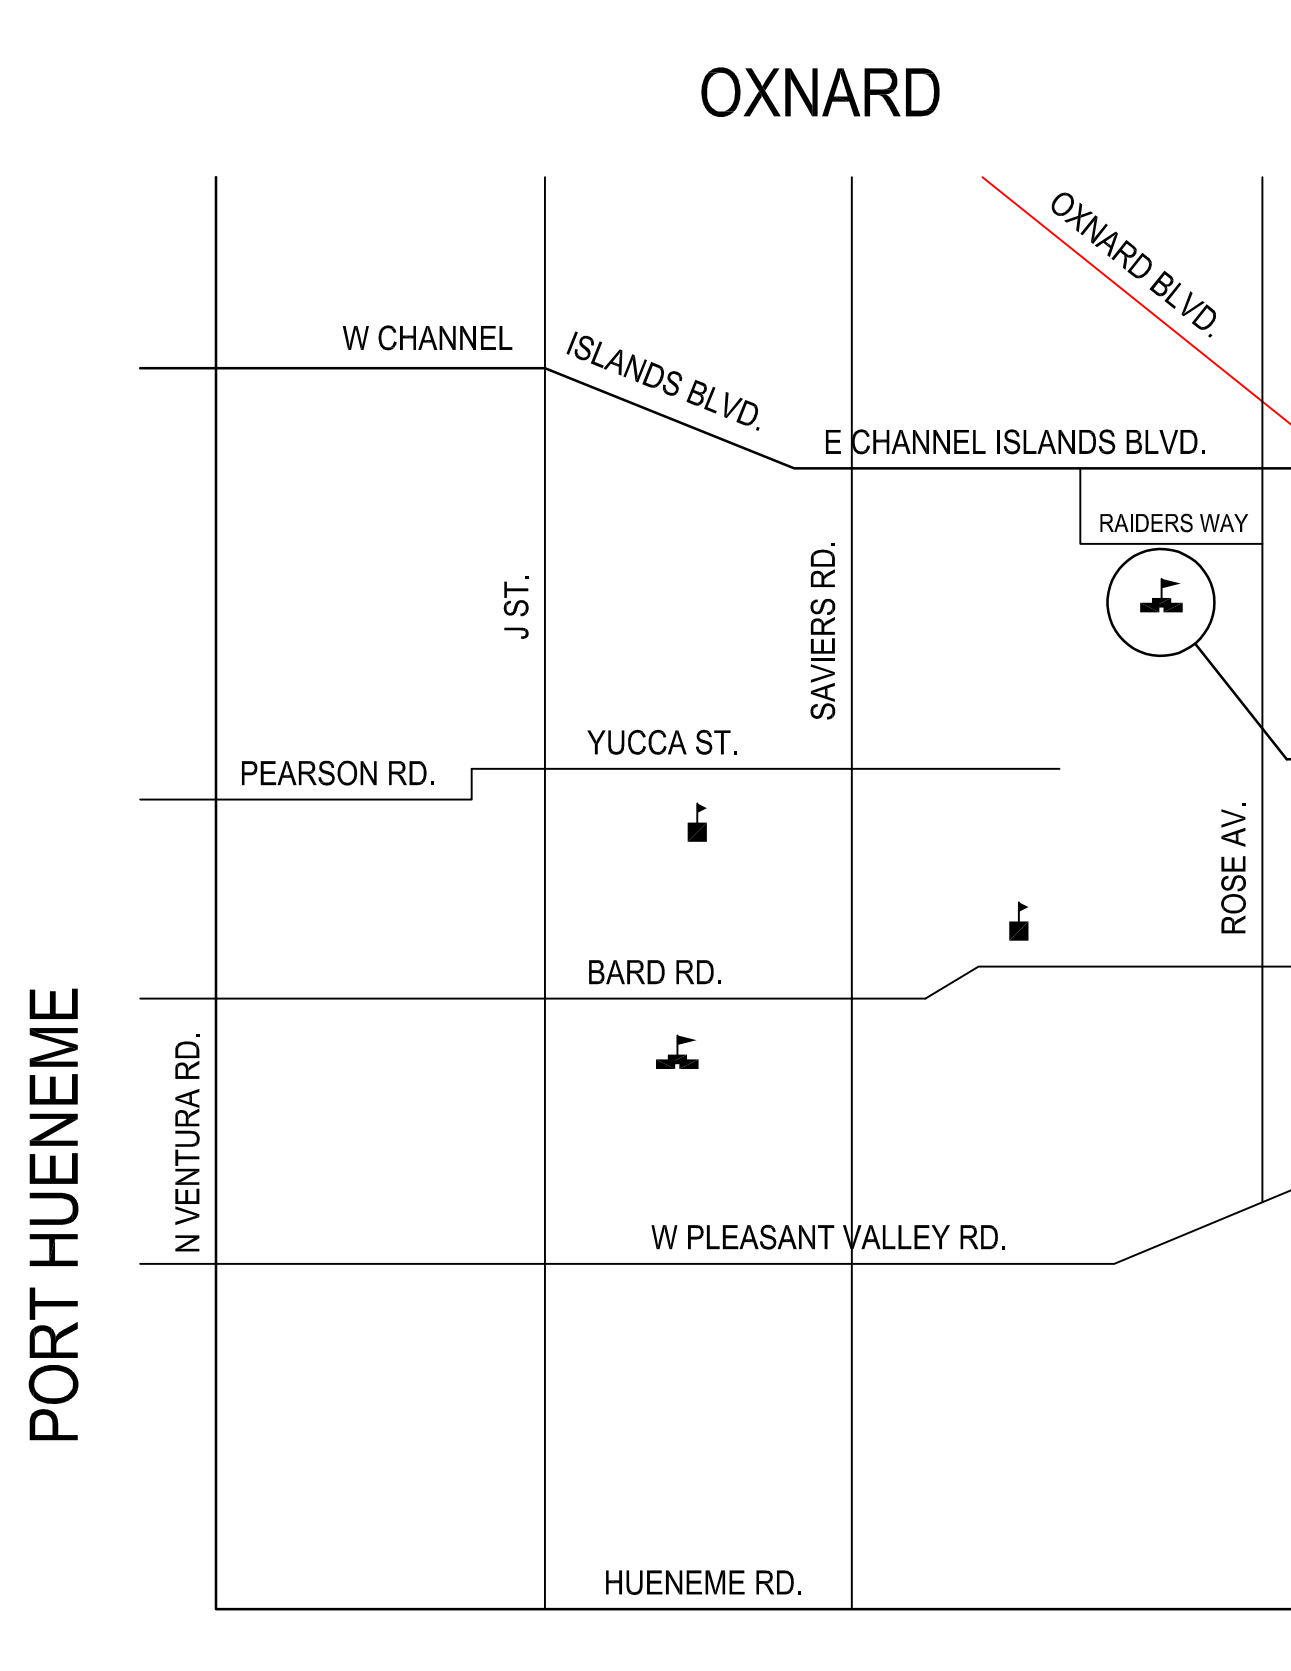 OXNARD
OXNARD BLVD.
W CHANNEL
ISLANDS BLVD.
E CHANNEL ISLANDS BLVD.
RAIDERS WAY
J ST.
SAVIERS RD.
YUCCA ST.
PEARSON RD.
ROSE AV.
BARD RD.
PORT HUENEME
N VENTURA RD.
W PLEASANT VALLEY RD.
HUENEME RD.